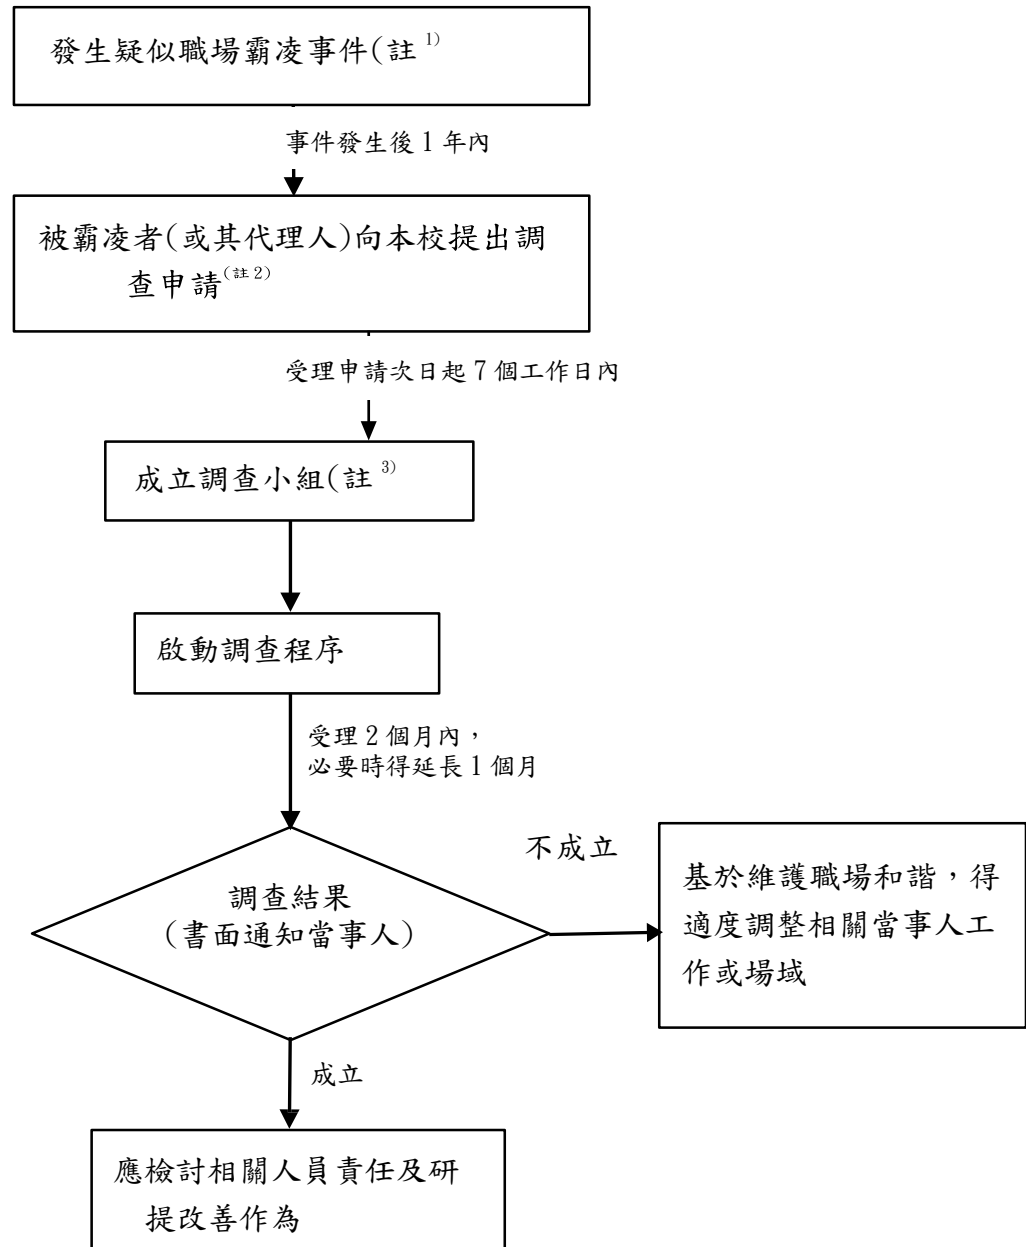 發生疑似職場霸凌事件(註 1)
事件發生後 1 年內
被霸凌者(或其代理人)向本校提出調
查申請(註 2)
受理申請次日起 7 個工作日內
成立調查小組(註 3)
啟動調查程序
受理 2 個月內，
必要時得延長 1 個月
調查結果
(書面通知當事人)
不成立
基於維護職場和諧，得
適度調整相關當事人工
作或場域
成立
應檢討相關人員責任及研
提改善作為